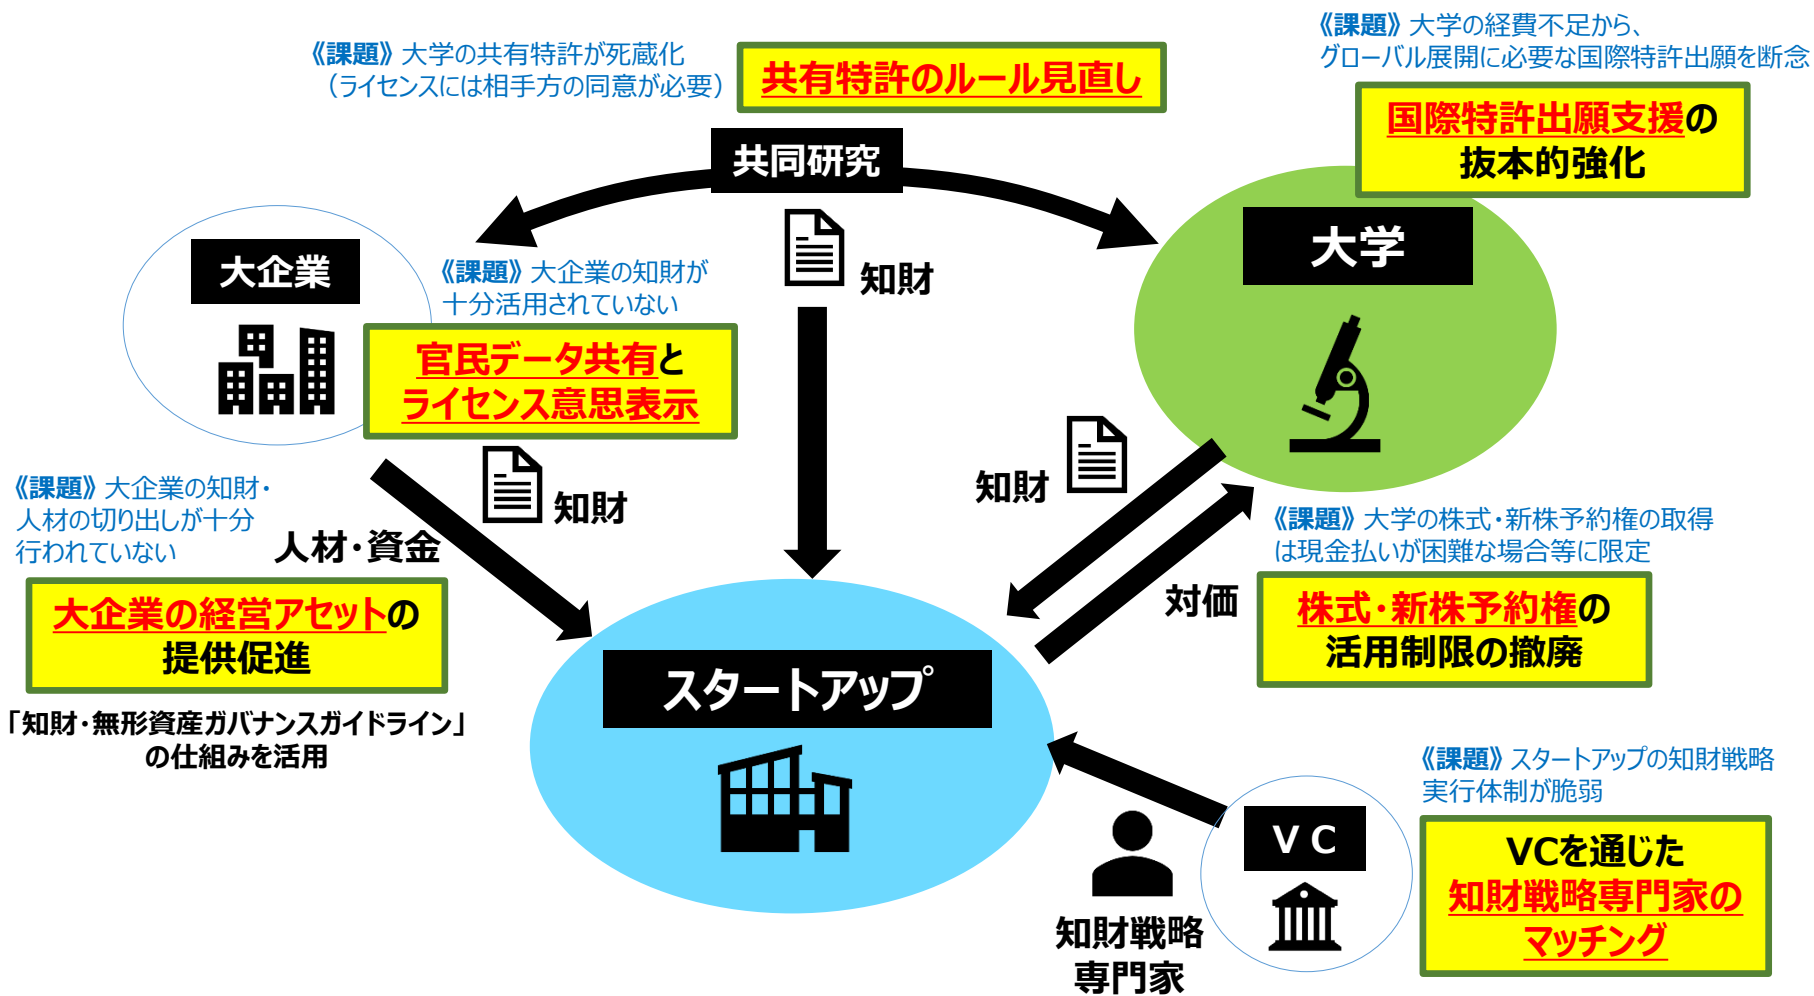 《課題》大学の共有特許が死蔵化
（ライセンスには相手方の同意が必要）
共有特許のルール見直し
《課題》大学の経費不足から、
グローバル展開に必要な国際特許出願を断念
国際特許出願支援の
抜本的強化
共同研究
知財
大企業
《課題》大企業の知財が
十分活用されていない
官民データ共有と
ライセンス意思表示
知財
大学
知財
対価
《課題》大企業の知財・
人材の切り出しが十分
行われていない
人材・資金
大企業の経営アセットの
提供促進
「知財・無形資産ガバナンスガイドライン」
の仕組みを活用
《課題》大学の株式・新株予約権の取得
は現金払いが困難な場合等に限定
株式・新株予約権の
活用制限の撤廃
スタートアップ
《課題》スタートアップの知財戦略
実行体制が脆弱
ＶＣ
VCを通じた
知財戦略専門家の
マッチング
知財戦略
専門家